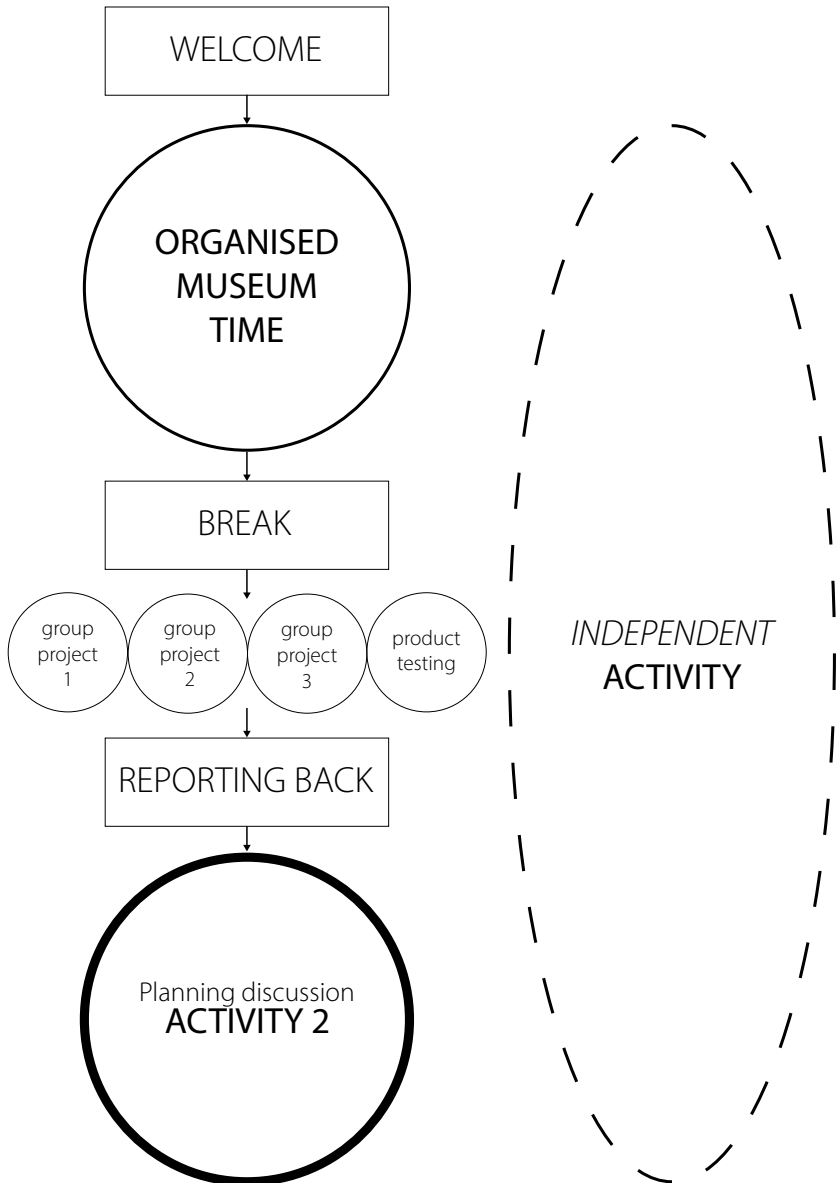 WELCOME
ORGANISED
MUSEUM
TIME
BREAK
group
project
1
group
project
2
group
project
3
product
testing
INDEPENDENT
ACTIVITY
REPORTING BACK
Planning discussion
ACTIVITY 2